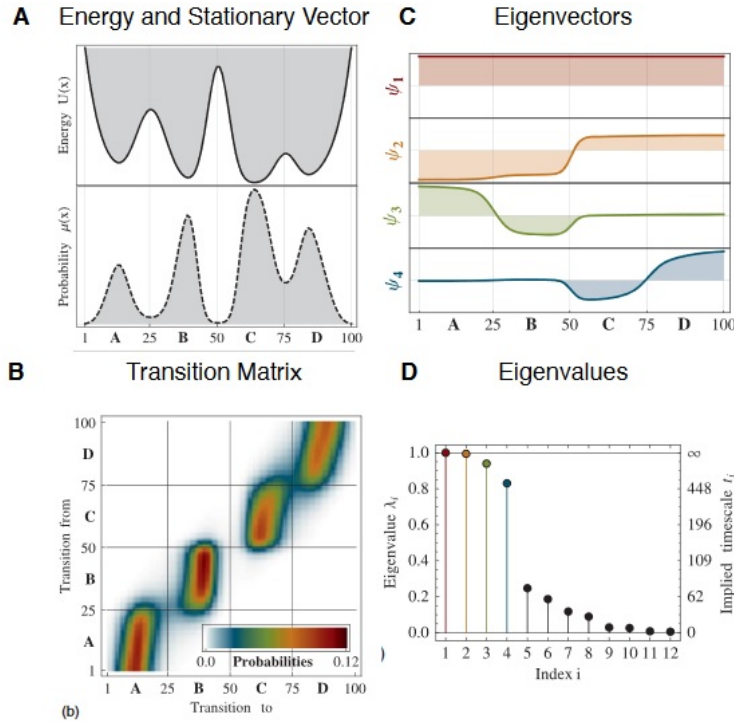 A Energy and Stationary Vector
Energy U(x)
Probability μ(x)
1 A 25 B 50 C 75 D 100
C Eigenvectors
ψ1
ψ2
ψ3
ψ4
1 A 25 B 50 C 75 D 100
B Transition Matrix
Transition from
100
D
75
C
50
B
25
A
1
0.0 Probabilities 0.12
1 A 25 B 50 C 75 D 100
(b) Transition to
D Eigenvalues
Eigenvalue λi
1.0
0.8
0.6
0.4
0.2
0.0
∞
448
196
109
62
0
Implied timescale ti
1 2 3 4 5 6 7 8 9 10 11 12
Index i
)